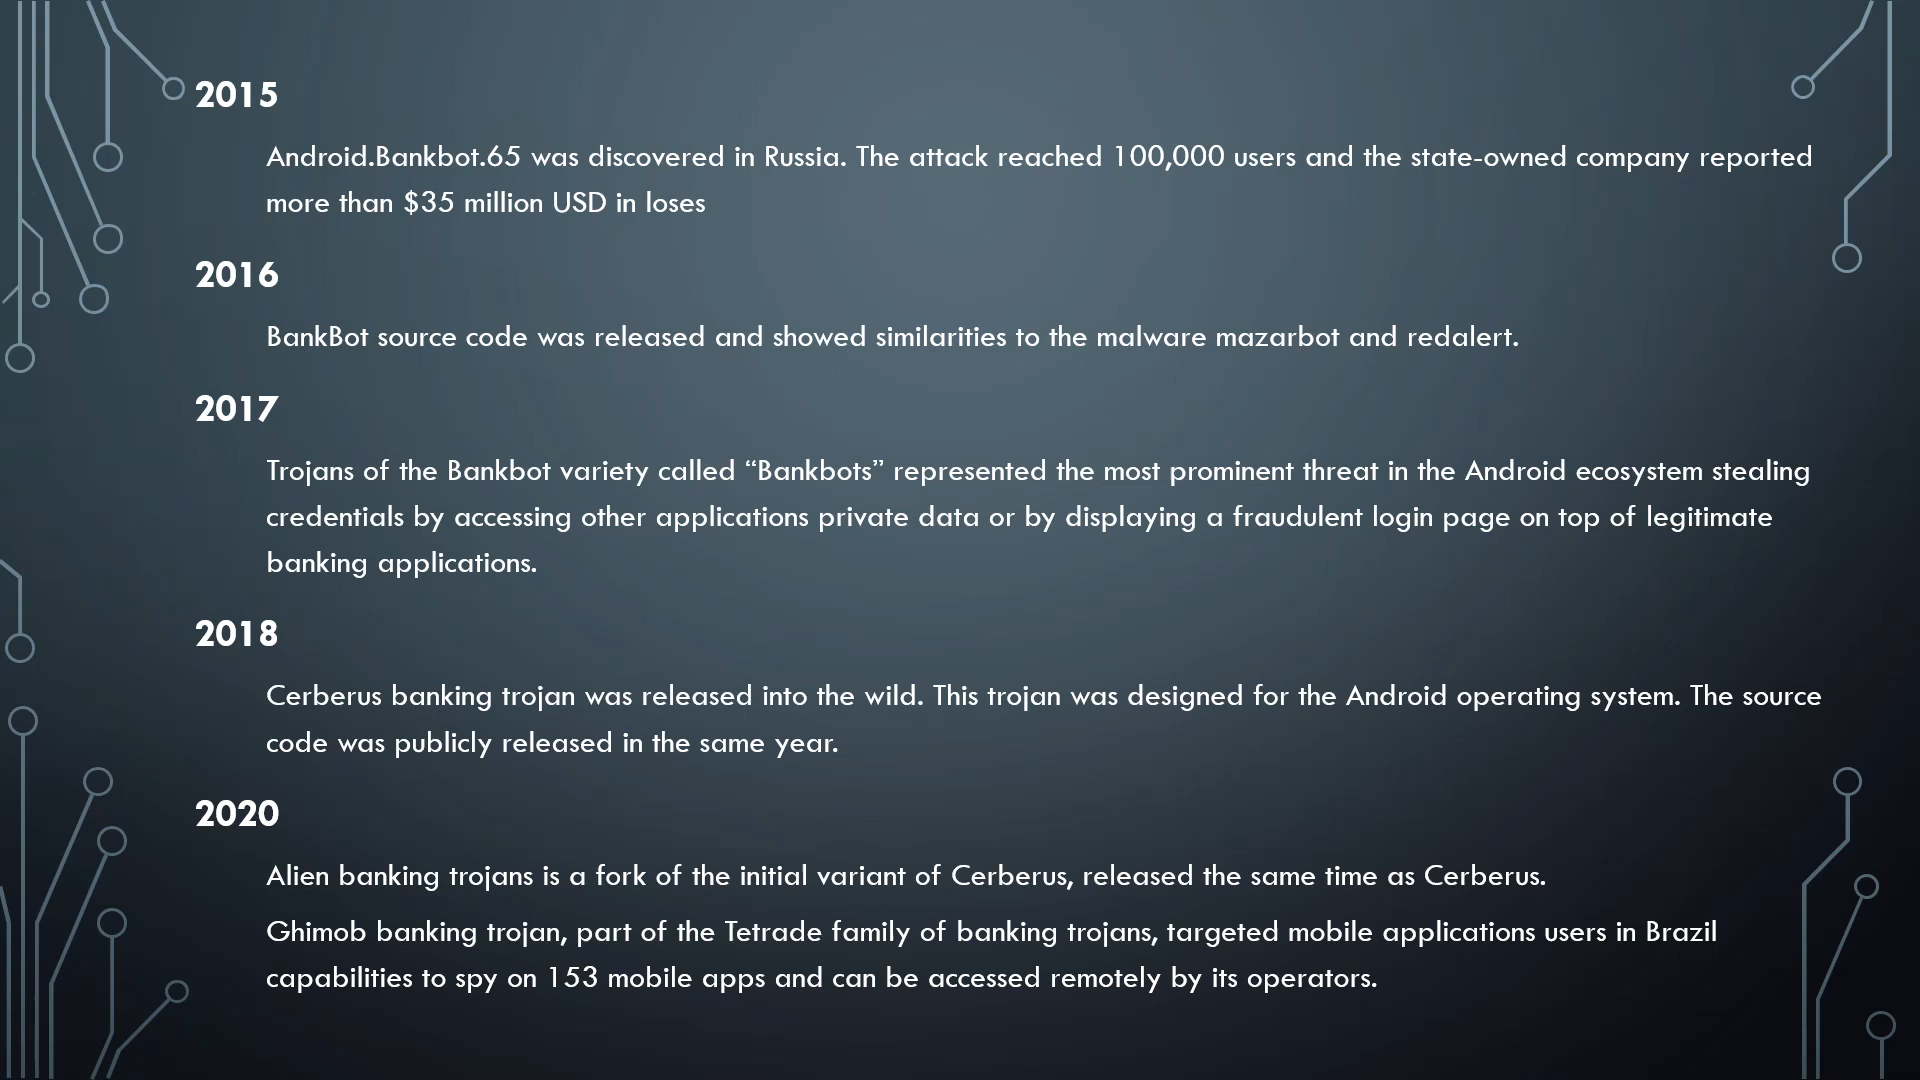 2015
Android.Bankbot.65 was discovered in Russia. The attack reached 100,000 users and the state-owned company reported
more than $35 million USD in loses
2016
BankBot source code was released and showed similarities to the malware mazarbot and redalert.
2017
Trojans of the Bankbot variety called “Bankbots” represented the most prominent threat in the Android ecosystem stealing
credentials by accessing other applications private data or by displaying a fraudulent login page on top of legitimate
banking applications.
2018
Cerberus banking trojan was released into the wild. This trojan was designed for the Android operating system. The source
code was publicly released in the same year.
2020
Alien banking trojans is a fork of the initial variant of Cerberus, released the same time as Cerberus.
Ghimob banking trojan, part of the Tetrade family of banking trojans, targeted mobile applications users in Brazil
capabilities to spy on 153 mobile apps and can be accessed remotely by its operators.